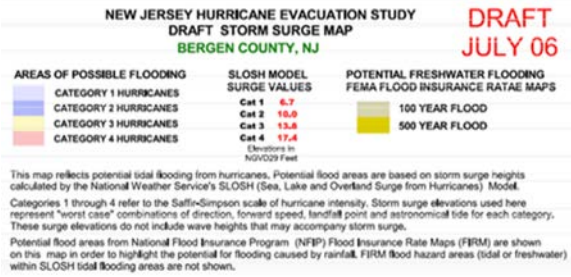 NEW JERSEY HURRICANE EVACUATION STUDY
DRAFT STORM SURGE MAP
BERGEN COUNTY, NJ
DRAFT
JULY 06
AREAS OF POSSIBLE FLOODING
CATEGORY 1 HURRICANES
CATEGORY 2 HURRICANES
CATEGORY 3 HURRICANES
CATEGORY 4 HURRICANES
SLOSH MODEL
SURGE VALUES
Cat 1 6.7
Cat 2 10.0
Cat 3 13.8
Cat 4 17.4
Elevations in
NGVD29 Feet
POTENTIAL FRESHWATER FLOODING
FEMA FLOOD INSURANCE RATAE MAPS
100 YEAR FLOOD
500 YEAR FLOOD
This map reflects potential tidal flooding from hurricanes. Potential flood areas are based on storm surge heights
calculated by the National Weather Service's SLOSH (Sea, Lake and Overland Surge from Hurricanes) Model.
Categories 1 through 4 refer to the Saffir-Simpson scale of hurricane intensity. Storm surge elevations used here
represent "worst case" combinations of direction, forward speed, landfall point and astronomical tide for each category.
These surge elevations do not include wave heights that may accompany storm surge.
Potential flood areas from National Flood Insurance Program (NFIP) Flood Insurance Rate Maps (FIRM) are shown
on this map in order to highlight the potential for flooding caused by rainfall. FIRM flood hazard areas (tidal or freshwater)
within SLOSH tidal flooding areas are not shown.